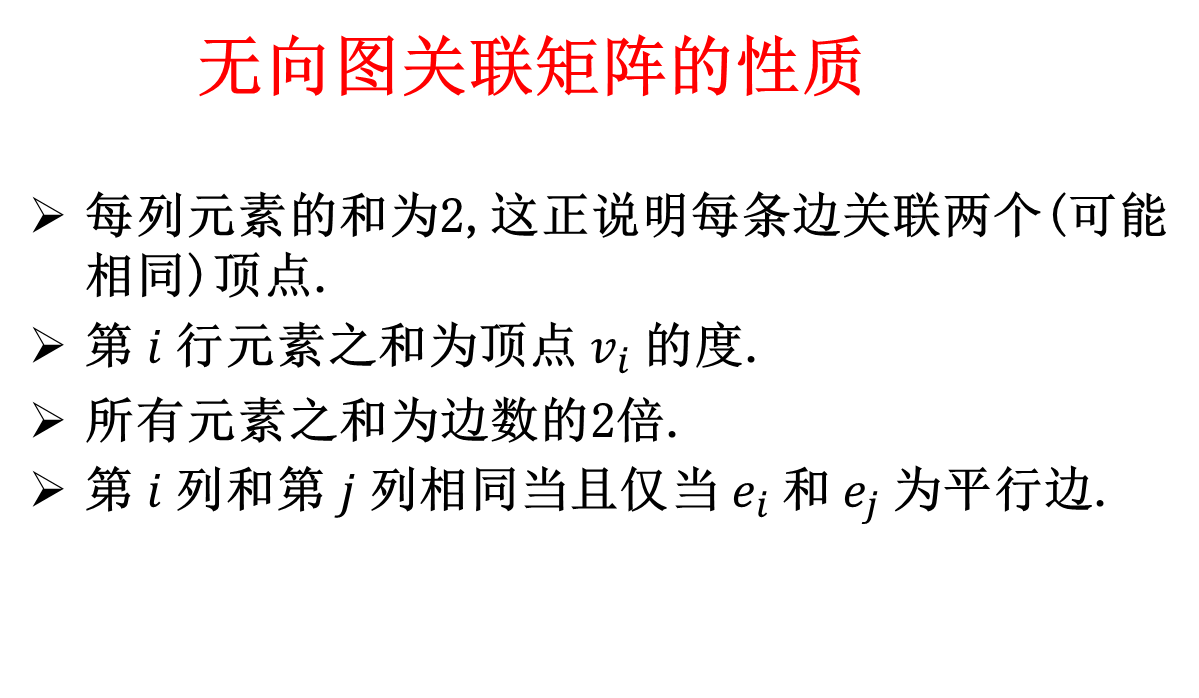 无向图关联矩阵的性质
➢ 每列元素的和为2,这正说明每条边关联两个(可能
相同)顶点.
➢ 第 i 行元素之和为顶点 v_i 的度.
➢ 所有元素之和为边数的2倍.
➢ 第 i 列和第 j 列相同当且仅当 e_i 和 e_j 为平行边.